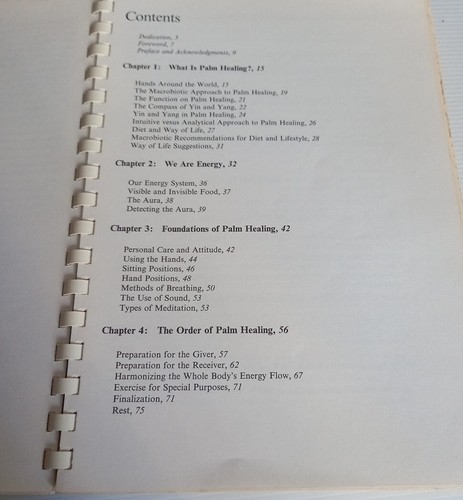 Contents
Dedication, 5
Foreword, 7
Preface and Acknowledgments, 9
Chapter 1: What Is Palm Healing?, 15
Hands Around the World, 15
The Macrobiotic Approach to Palm Healing, 19
The Function on Palm Healing, 21
The Compass of Yin and Yang, 22
Yin and Yang in Palm Healing, 24
Intuitive vesus Analytical Approach to Palm Healing, 26
Diet and Way of Life, 27
Macrobiotic Recommendations for Diet and Lifestyle, 28
Way of Life Suggestions, 31
Chapter 2: We Are Energy, 32
Our Energy System, 36
Visible and Invisible Food, 37
The Aura, 38
Detecting the Aura, 39
Chapter 3: Foundations of Palm Healing, 42
Personal Care and Attitude, 42
Using the Hands, 44
Sitting Positions, 46
Hand Positions, 48
Methods of Breathing, 50
The Use of Sound, 53
Types of Meditation, 53
Chapter 4: The Order of Palm Healing, 56
Preparation for the Giver, 57
Preparation for the Receiver, 62
Harmonizing the Whole Body's Energy Flow, 67
Exercise for Special Purposes, 71
Finalization, 71
Rest, 75